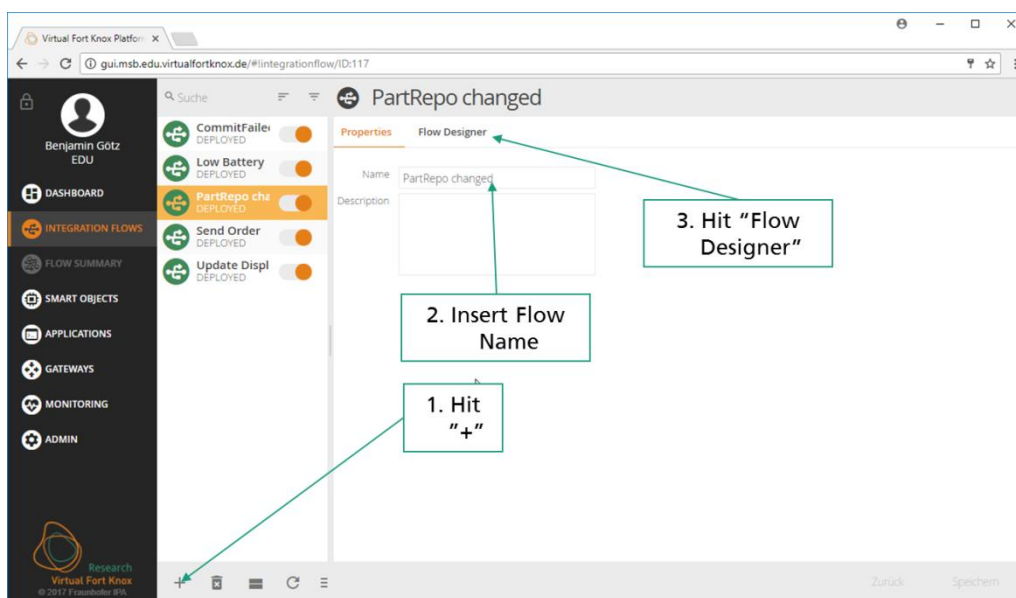 Virtual Fort Knox Platform
gui.msb.edu.virtualfortknox.de/#!integrationflow/ID:117
Benjamin Götz
EDU
DASHBOARD
INTEGRATION FLOWS
FLOW SUMMARY
SMART OBJECTS
APPLICATIONS
GATEWAYS
MONITORING
ADMIN
Research
Virtual Fort Knox
© 2017 Fraunhofer IPA
Suche
CommitFailed
DEPLOYED
Low Battery
DEPLOYED
PartRepo cha
DEPLOYED
Send Order
DEPLOYED
Update Displ
DEPLOYED
PartRepo changed
Properties Flow Designer
Name PartRepo changed
Description
3. Hit “Flow
Designer”
2. Insert Flow
Name
1. Hit
“+”
Zurück Speichern